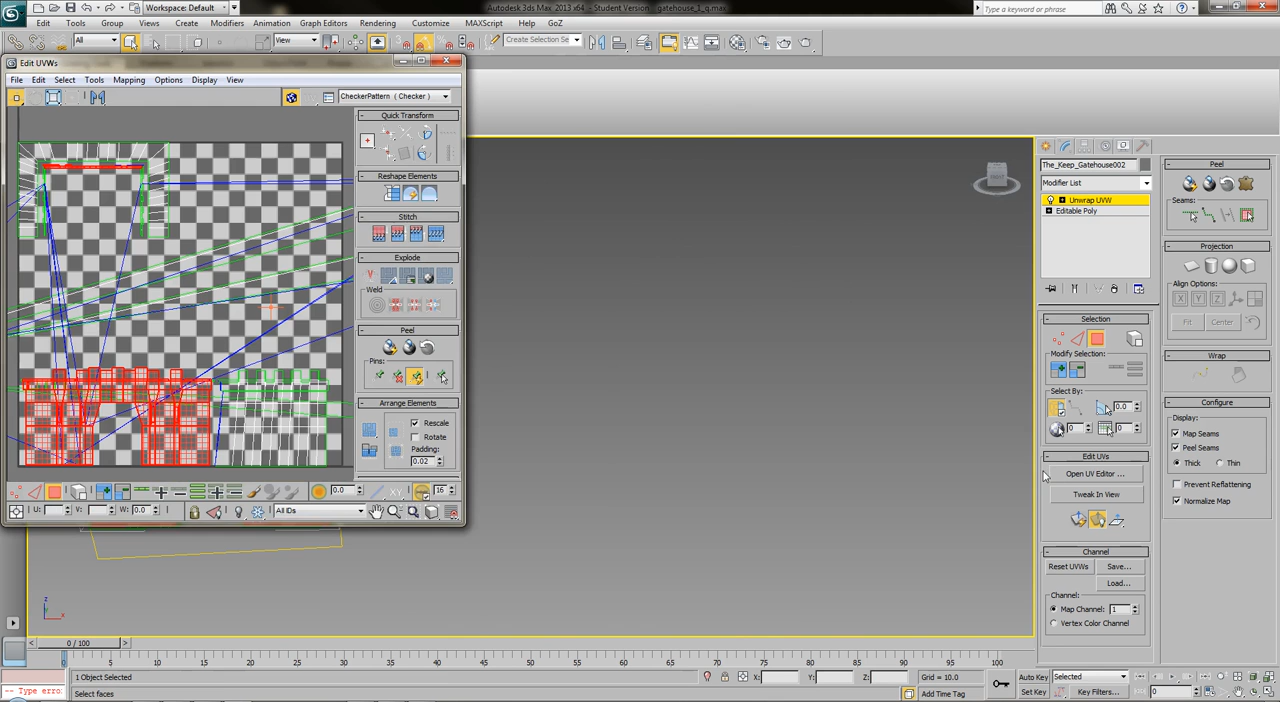 Workspace: Default
Autodesk 3ds Max 2013 x64 - Student Version gatehouse_1_q.max
Type a keyword or phrase
Edit Tools Group Views Create Modifiers Animation Graph Editors Rendering Customize MAXScript Help GoZ
All
View
Create Selection Se
Edit UVWs
File Edit Select Tools Mapping Options Display View
CheckerPattern ( Checker )
Quick Transform
Reshape Elements
Stitch
Explode
Weld
Peel
Pins:
Arrange Elements
Rescale
Rotate
Padding:
0.02
0.0
XY
16
U:
V:
W: 0.0
All IDs
FRONT
The_Keep_Gatehouse002
Modifier List
Unwrap UVW
Editable Poly
Selection
Modify Selection:
Select By:
0.0
0
0
Edit UVs
Open UV Editor ...
Tweak In View
Channel
Reset UVWs
Save...
Load...
Channel:
Map Channel: 1
Vertex Color Channel
Peel
Seams:
Projection
Align Options:
X Y Z
Fit
Center
Wrap
Configure
Display:
Map Seams
Peel Seams
Thick
Thin
Prevent Reflattening
Normalize Map
z
x
0 / 100
0 5 10 15 20 25 30 35 40 45 50 55 60 65 70 75 80 85 90 95 100
1 Object Selected
X:
Y:
Z:
Grid = 10.0
Auto Key
Selected
-- Type erro:
Select faces
Add Time Tag
Set Key
Key Filters...
0